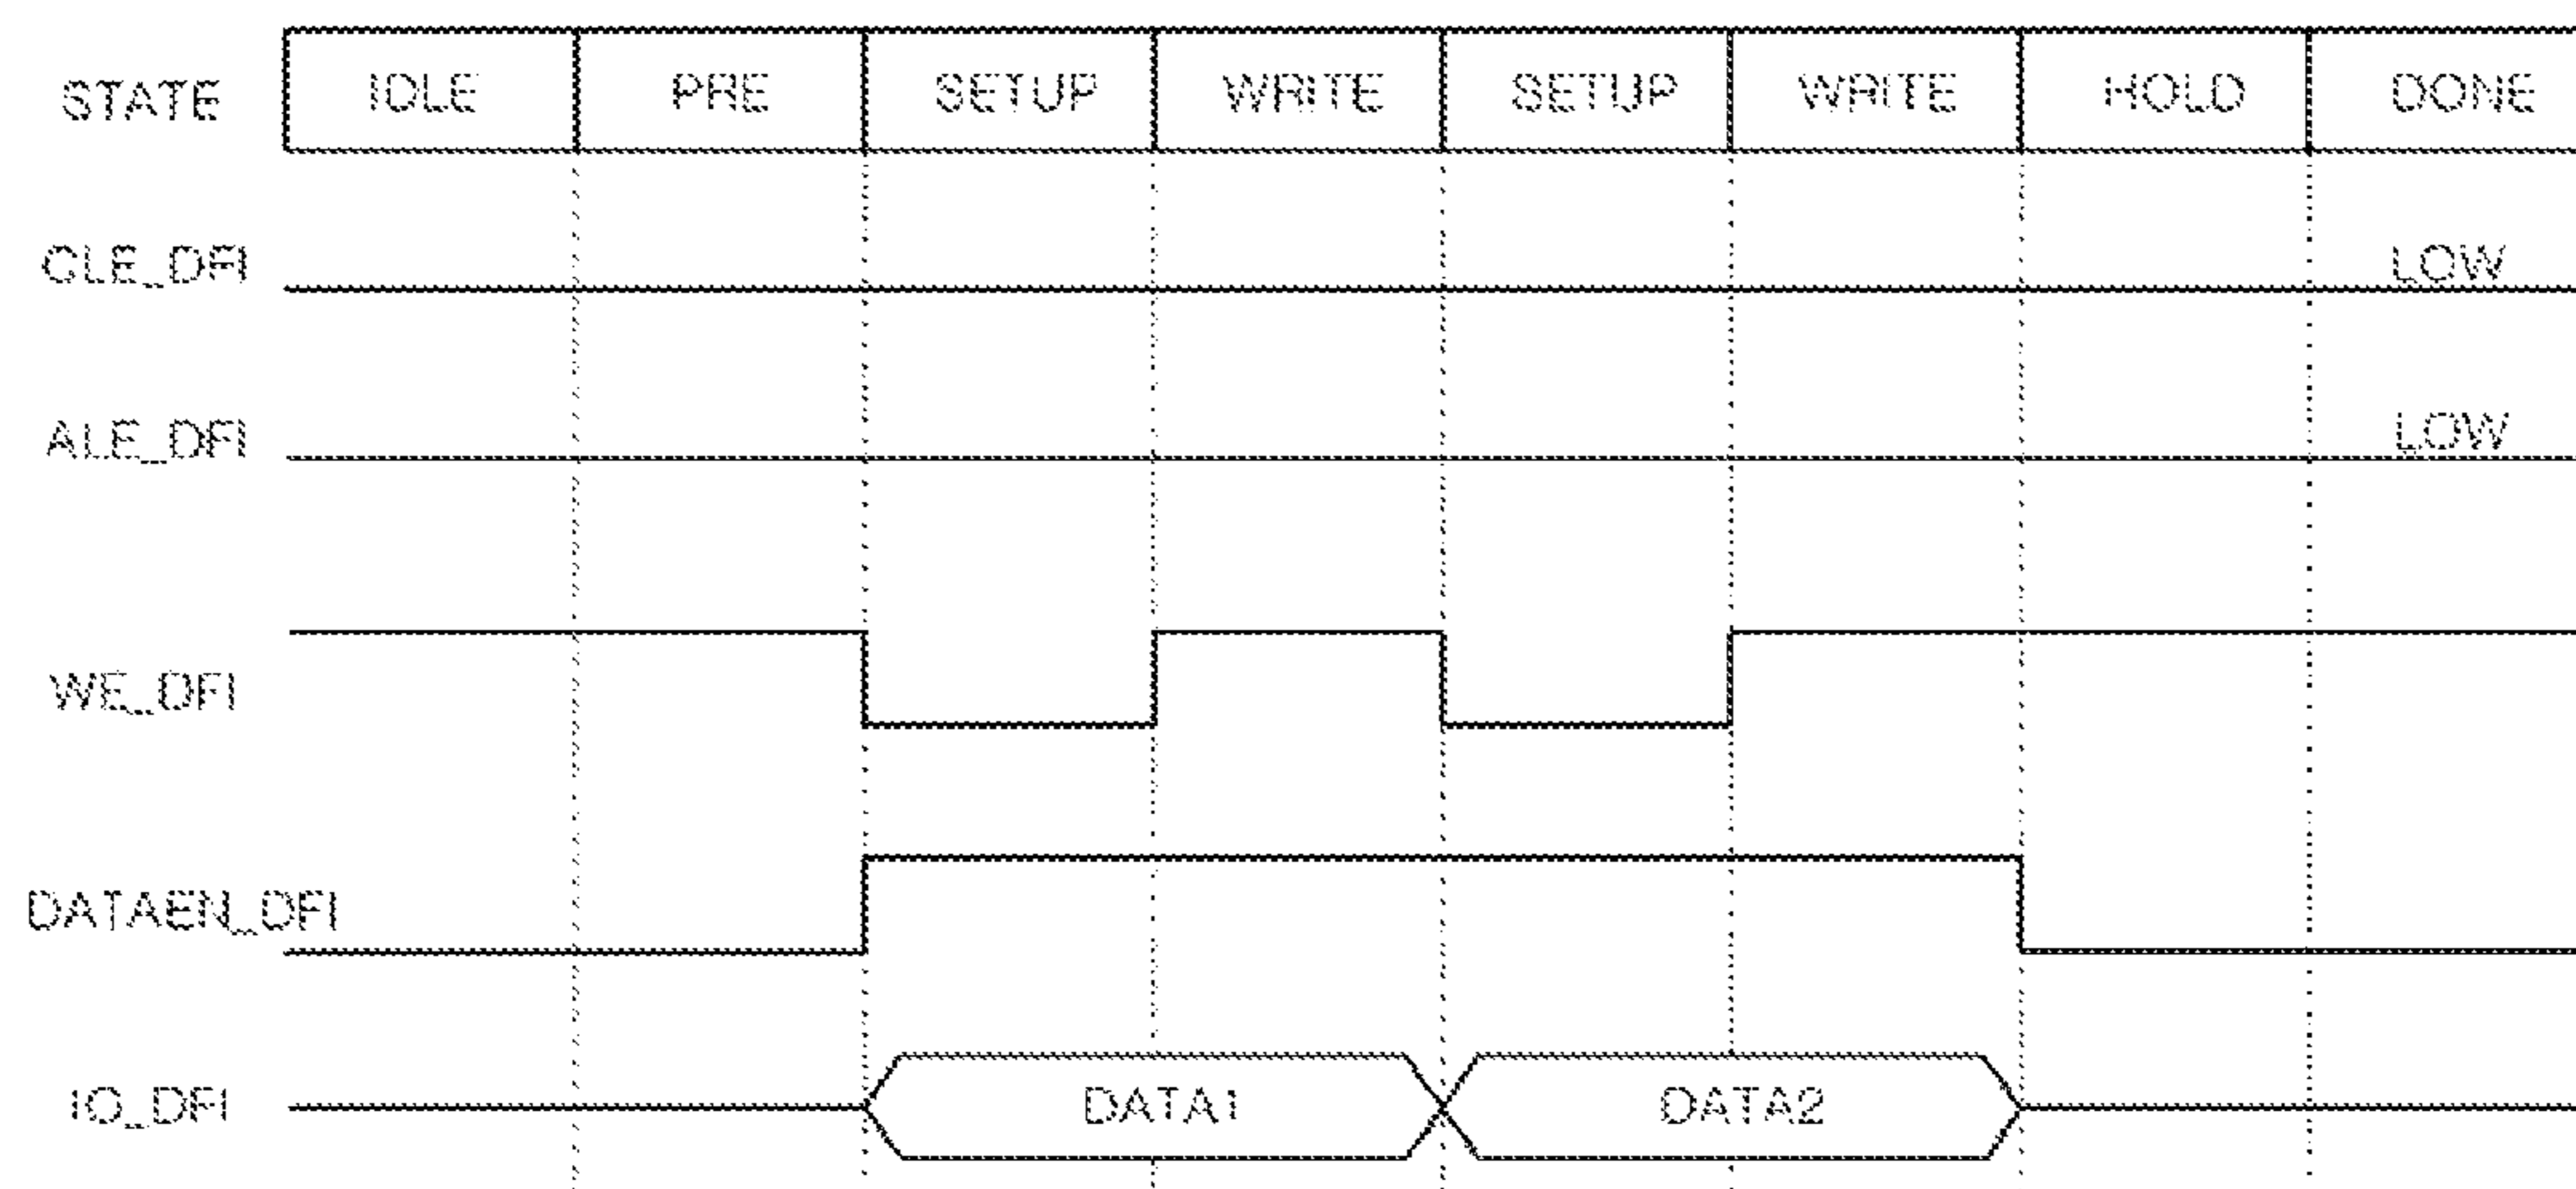 STATE IDLE PRE SETUP WRITE SETUP WRITE HOLD DONE
CLE_DFI LOW
ALE_DFI LOW
WE_DFI
DATAEN_DFI
IO_DFI DATA1 DATA2